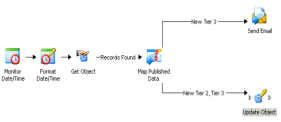 New Tier 3
Send Email
Records Found
Monitor
Date/Time
Format
Date/Time
Get Object
Map Published
Data
New Tier 2, Tier 3
Update Object